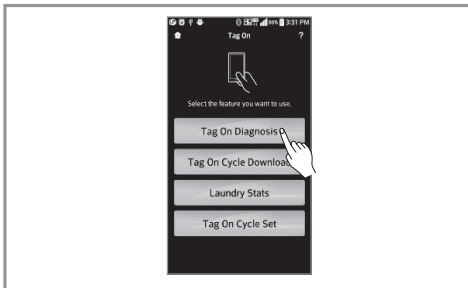 3:31 PM
Tag On ?
Select the feature you want to use.
Tag On Diagnosis
Tag On Cycle Download
Laundry Stats
Tag On Cycle Set